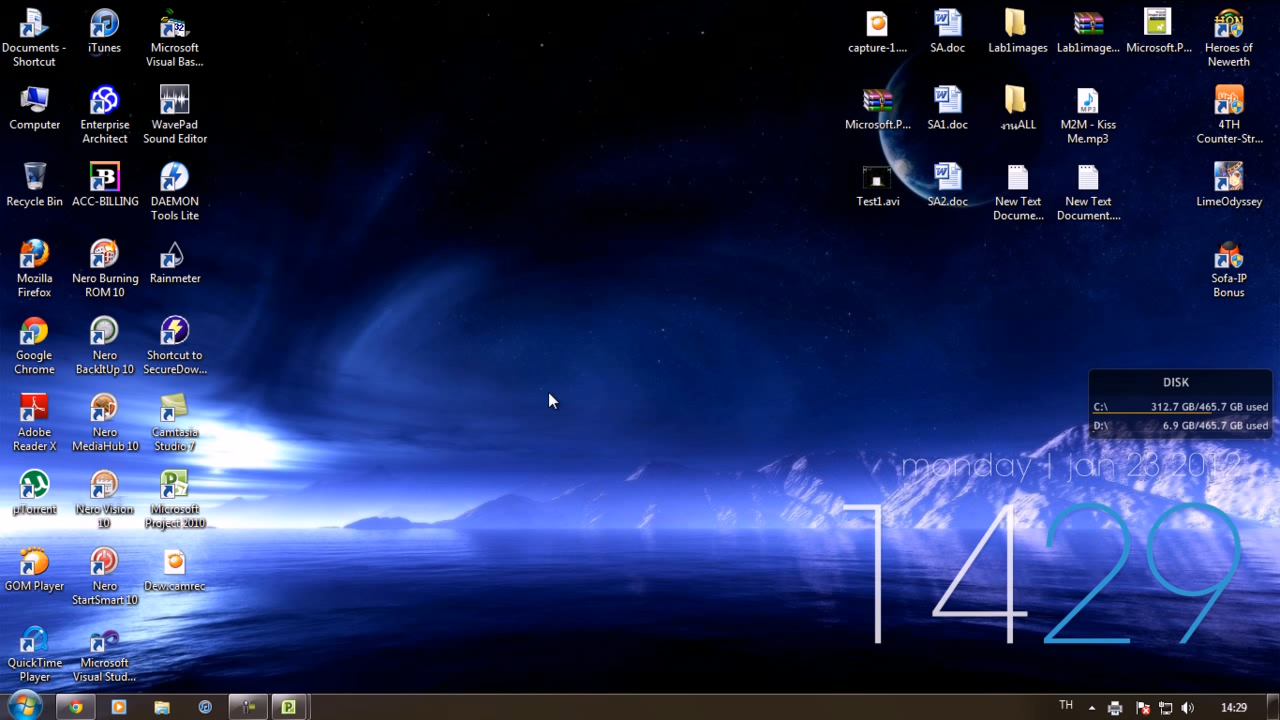 Documents - Shortcut
iTunes
Microsoft Visual Bas...
Computer
Enterprise Architect
WavePad Sound Editor
Recycle Bin
ACC-BILLING
DAEMON Tools Lite
Mozilla Firefox
Nero Burning ROM 10
Rainmeter
Google Chrome
Nero BackItUp 10
Shortcut to SecureDow...
Adobe Reader X
Nero MediaHub 10
Camtasia Studio 7
µTorrent
Nero Vision 10
Microsoft Project 2010
GOM Player
Nero StartSmart 10
Dew.camrec
QuickTime Player
Microsoft Visual Stud...
capture-1....
SA.doc
Lab1images
Lab1image...
Microsoft.P...
Heroes of Newerth
Microsoft.P...
SA1.doc
งานALL
M2M - Kiss Me.mp3
4TH Counter-Str...
Test1.avi
SA2.doc
New Text Docume...
New Text Document....
LimeOdyssey
Sofa-IP Bonus
DISK
C:\ 312.7 GB/465.7 GB used
D:\ 6.9 GB/465.7 GB used
monday | jan 23.2012
1429
TH
14:29